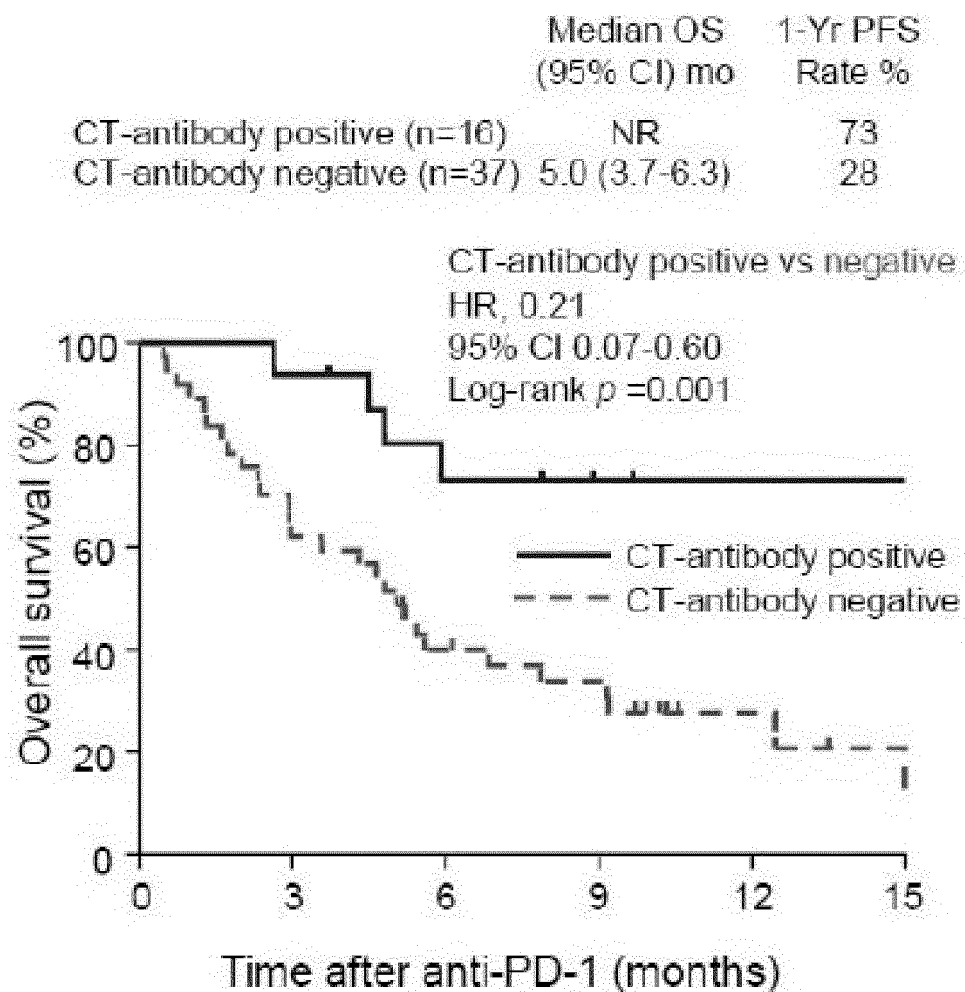 Median OS 1-Yr PFS
(95% CI) mo Rate %
CT-antibody positive (n=16) NR 73
CT-antibody negative (n=37) 5.0 (3.7-6.3) 28
CT-antibody positive vs negative
HR, 0.21
95% CI 0.07-0.60
Log-rank p =0.001
100
80
60
40
20
0
Overall survival (%)
CT-antibody positive
CT-antibody negative
0 3 6 9 12 15
Time after anti-PD-1 (months)